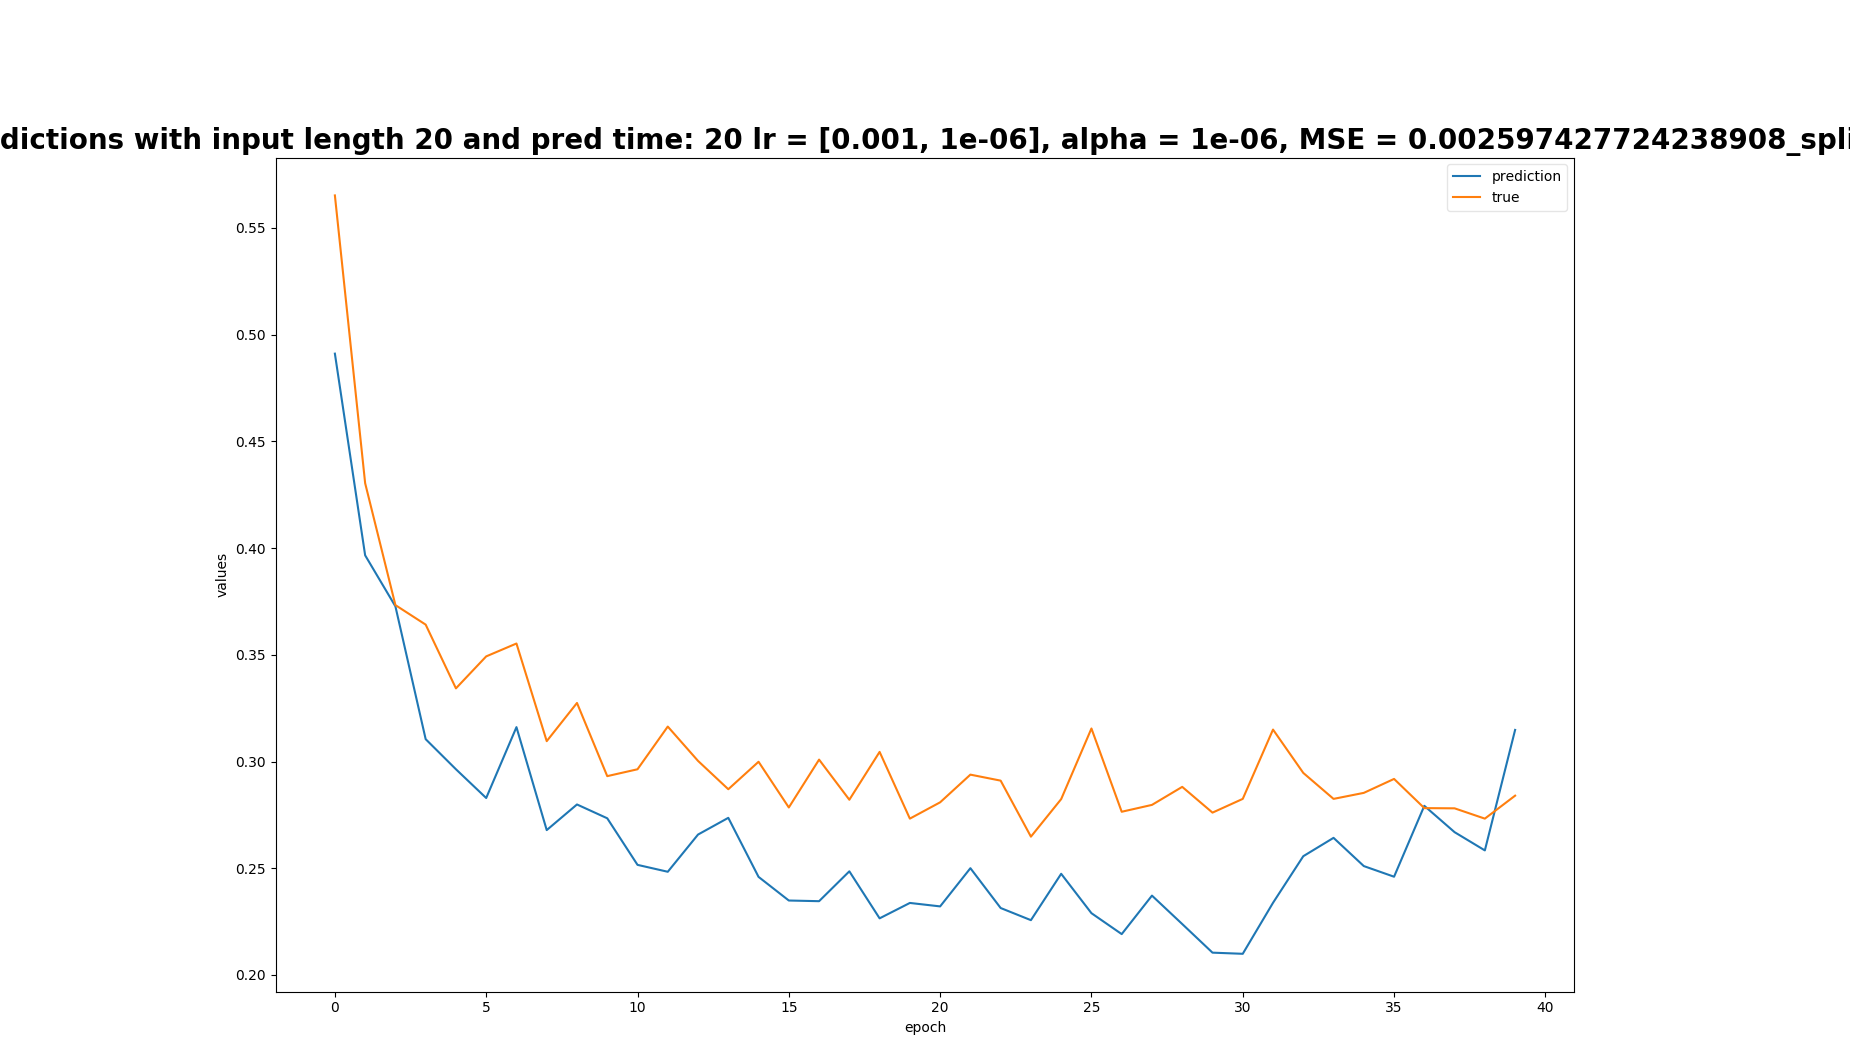 dictions with input length 20 and pred time: 20 lr = [0.001, 1e-06], alpha = 1e-06, MSE = 0.002597427724238908_spli
prediction
true
0.55
0.50
0.45
0.40
0.35
0.30
0.25
0.20
values
0 5 10 15 20 25 30 35 40
epoch